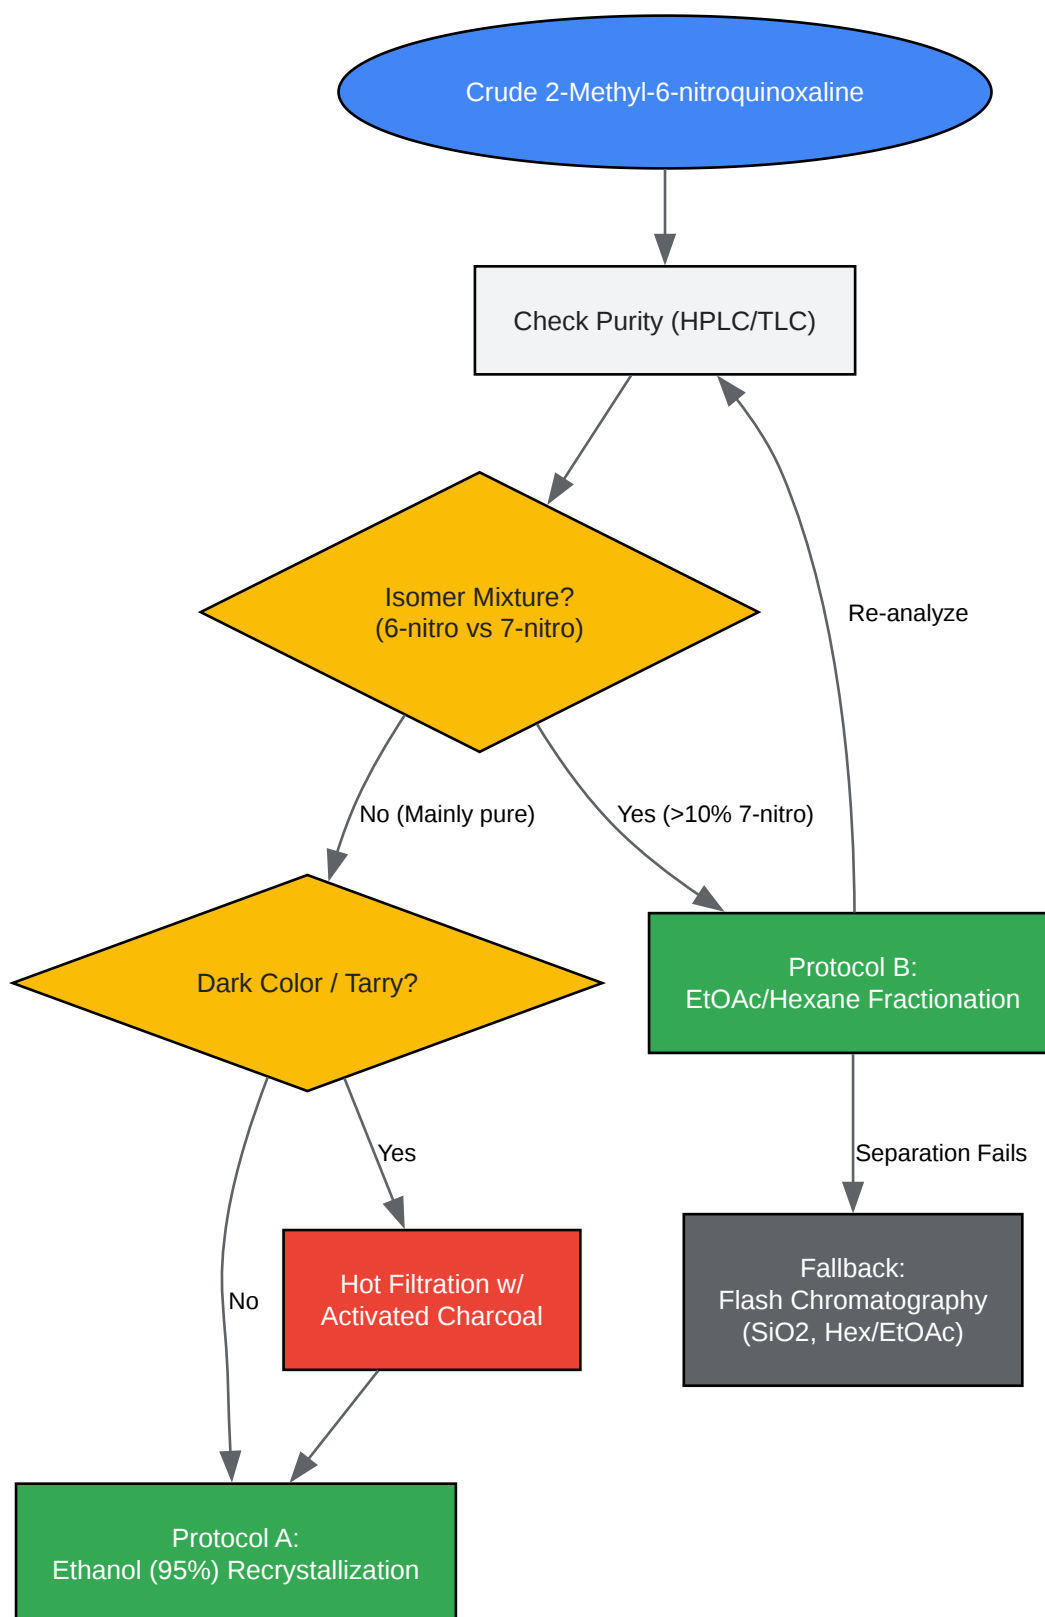 Crude 2-Methyl-6-nitroquinoxaline
Check Purity (HPLC/TLC)
Isomer Mixture?
(6-nitro vs 7-nitro)
Re-analyze
No (Mainly pure)
Yes (>10% 7-nitro)
Dark Color / Tarry?
Protocol B:
EtOAc/Hexane Fractionation
Yes
Separation Fails
No
Hot Filtration w/
Activated Charcoal
Fallback:
Flash Chromatography
(SiO2, Hex/EtOAc)
Protocol A:
Ethanol (95%) Recrystallization